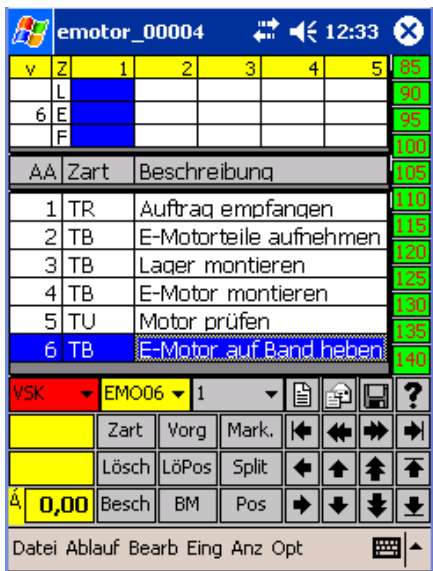 emotor_00004 12:33
v Z 1 2 3 4 5 85
L 90
6 E 95
F 100
AA Zart Beschreibung 105
1 TR Auftrag empfangen 110
2 TB E-Motorteile aufnehmen 115
3 TB Lager montieren 120
4 TB E-Motor montieren 125
5 TU Motor prüfen 130
135
6 TB E-Motor auf Band heben 140
VSK EMO06 1 ?
Zart Vorg Mark.
Lösch LöPos Split
Á 0,00 Besch BM Pos
Datei Ablauf Bearb Eing Anz Opt